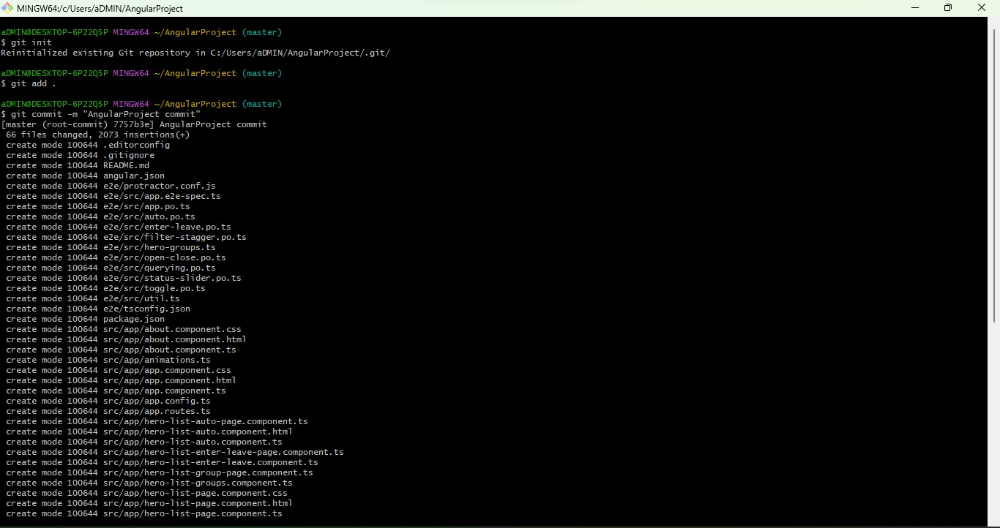 MINGW64:/c/Users/aDMIN/AngularProject
aDMIN@DESKTOP-6P22Q5P MINGW64 ~/AngularProject (master)
$ git init
Reinitialized existing Git repository in C:/Users/aDMIN/AngularProject/.git/
aDMIN@DESKTOP-6P22Q5P MINGW64 ~/AngularProject (master)
$ git add .
aDMIN@DESKTOP-6P22Q5P MINGW64 ~/AngularProject (master)
$ git commit -m "AngularProject commit"
[master (root-commit) 7757b3e] AngularProject commit
66 files changed, 2073 insertions(+)
create mode 100644 .editorconfig
create mode 100644 .gitignore
create mode 100644 README.md
create mode 100644 angular.json
create mode 100644 e2e/protractor.conf.js
create mode 100644 e2e/src/app.e2e-spec.ts
create mode 100644 e2e/src/app.po.ts
create mode 100644 e2e/src/auto.po.ts
create mode 100644 e2e/src/enter-leave.po.ts
create mode 100644 e2e/src/filter-stagger.po.ts
create mode 100644 e2e/src/hero-groups.ts
create mode 100644 e2e/src/open-close.po.ts
create mode 100644 e2e/src/querying.po.ts
create mode 100644 e2e/src/status-slider.po.ts
create mode 100644 e2e/src/toggle.po.ts
create mode 100644 e2e/src/util.ts
create mode 100644 e2e/tsconfig.json
create mode 100644 package.json
create mode 100644 src/app/about.component.css
create mode 100644 src/app/about.component.html
create mode 100644 src/app/about.component.ts
create mode 100644 src/app/animations.ts
create mode 100644 src/app/app.component.css
create mode 100644 src/app/app.component.html
create mode 100644 src/app/app.component.ts
create mode 100644 src/app/app.config.ts
create mode 100644 src/app/app.routes.ts
create mode 100644 src/app/hero-list-auto-page.component.ts
create mode 100644 src/app/hero-list-auto.component.html
create mode 100644 src/app/hero-list-auto.component.ts
create mode 100644 src/app/hero-list-enter-leave-page.component.ts
create mode 100644 src/app/hero-list-enter-leave.component.ts
create mode 100644 src/app/hero-list-group-page.component.ts
create mode 100644 src/app/hero-list-groups.component.ts
create mode 100644 src/app/hero-list-page.component.css
create mode 100644 src/app/hero-list-page.component.html
create mode 100644 src/app/hero-list-page.component.ts